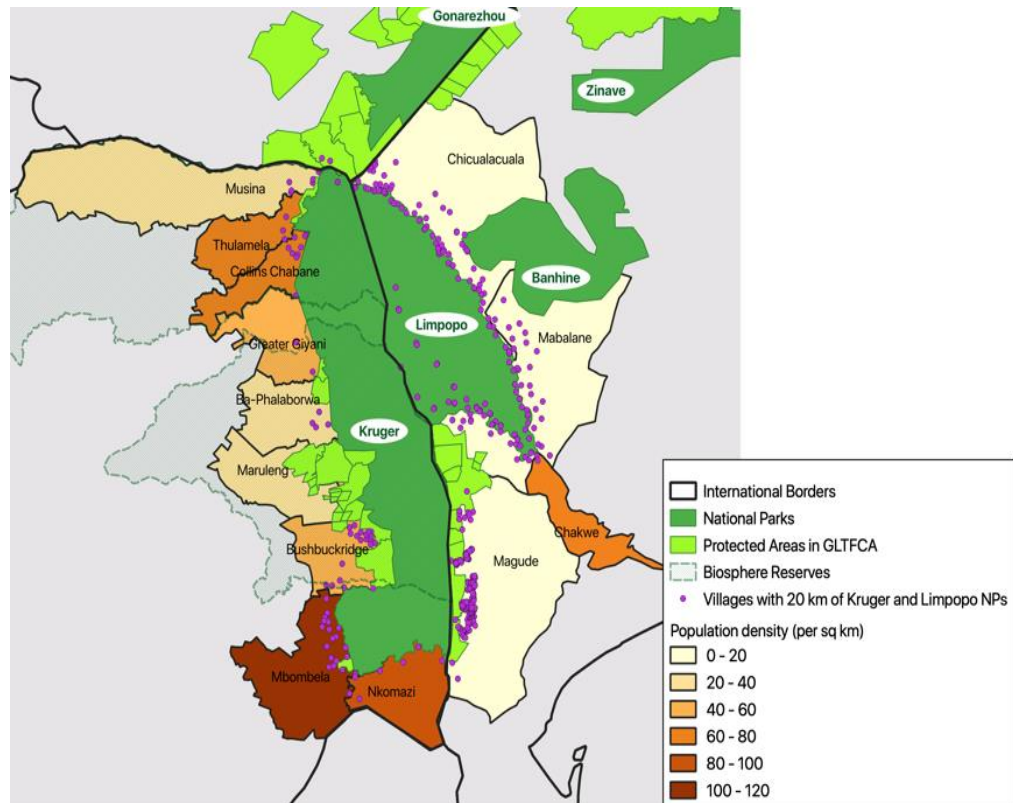 Gonarezhou
Zinave
Chicualacuala
Musina
Thulamela
Collins Chabane
Banhine
Limpopo
Mabalane
Greater Giyani
Ba-Phalaborwa
Kruger
Maruleng
Bushbuckridge
Chakwe
Magude
Mbombela
Nkomazi
International Borders
National Parks
Protected Areas in GLTFCA
Biosphere Reserves
Villages with 20 km of Kruger and Limpopo NPs
Population density (per sq km)
0 - 20
20 - 40
40 - 60
60 - 80
80 - 100
100 - 120